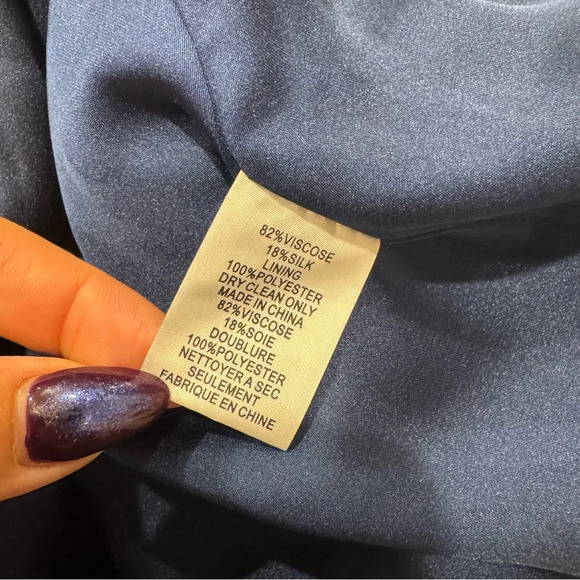 82%VISCOSE
18%SILK
LINING
100%POLYESTER
DRY CLEAN ONLY
MADE IN CHINA
82%VISCOSE
18%SOIE
DOUBLURE
100%POLYESTER
NETTOYER A SEC
SEULEMENT
FABRIQUE EN CHINE